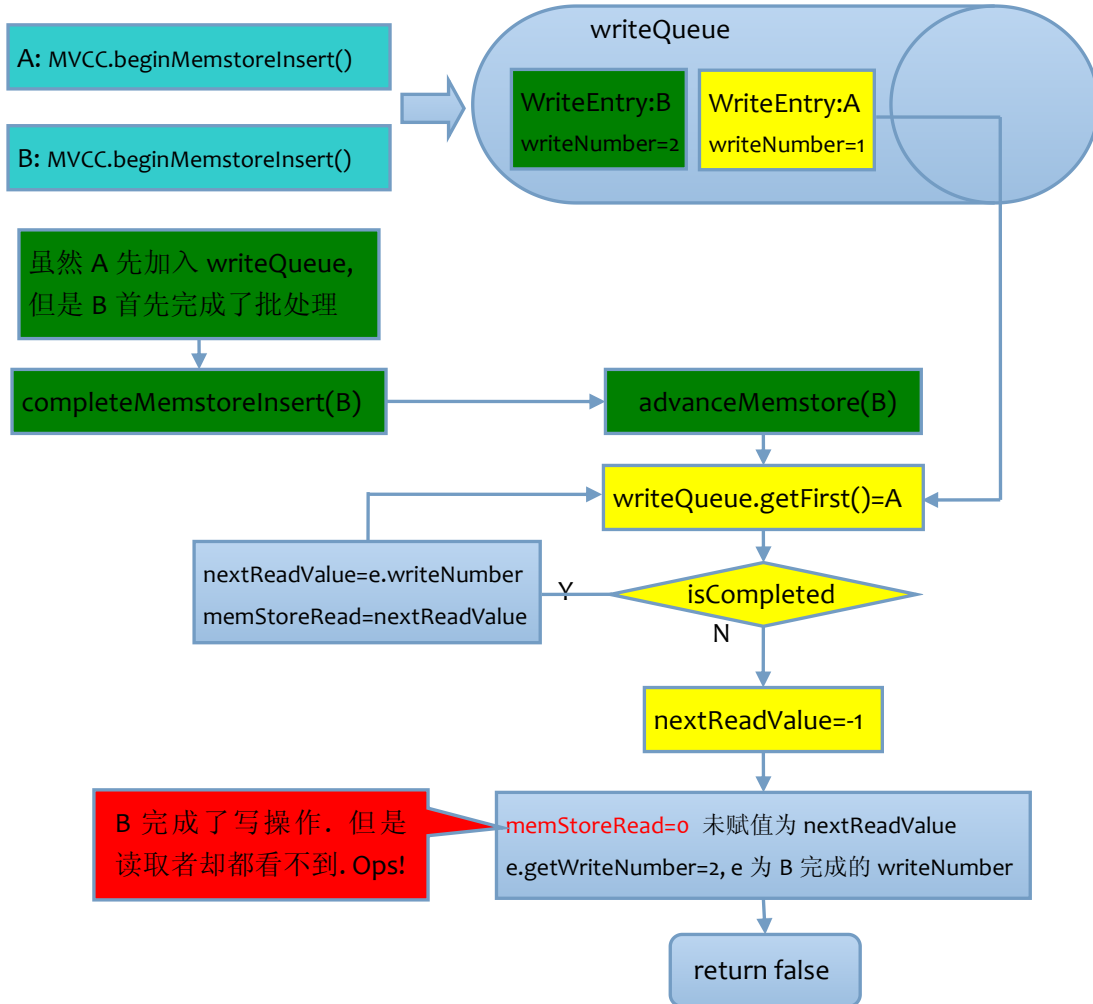 writeQueue
A: MVCC.beginMemstoreInsert()
B: MVCC.beginMemstoreInsert()
WriteEntry:B
writeNumber=2
WriteEntry:A
writeNumber=1
虽然 A 先加入 writeQueue,
但是 B 首先完成了批处理
completeMemstoreInsert(B)
advanceMemstore(B)
writeQueue.getFirst()=A
nextReadValue=e.writeNumber
memStoreRead=nextReadValue
Y
isCompleted
N
nextReadValue=-1
B 完成了写操作. 但是
读取者却都看不到. Ops!
memStoreRead=0 未赋值为 nextReadValue
e.getWriteNumber=2, e 为 B 完成的 writeNumber
return false